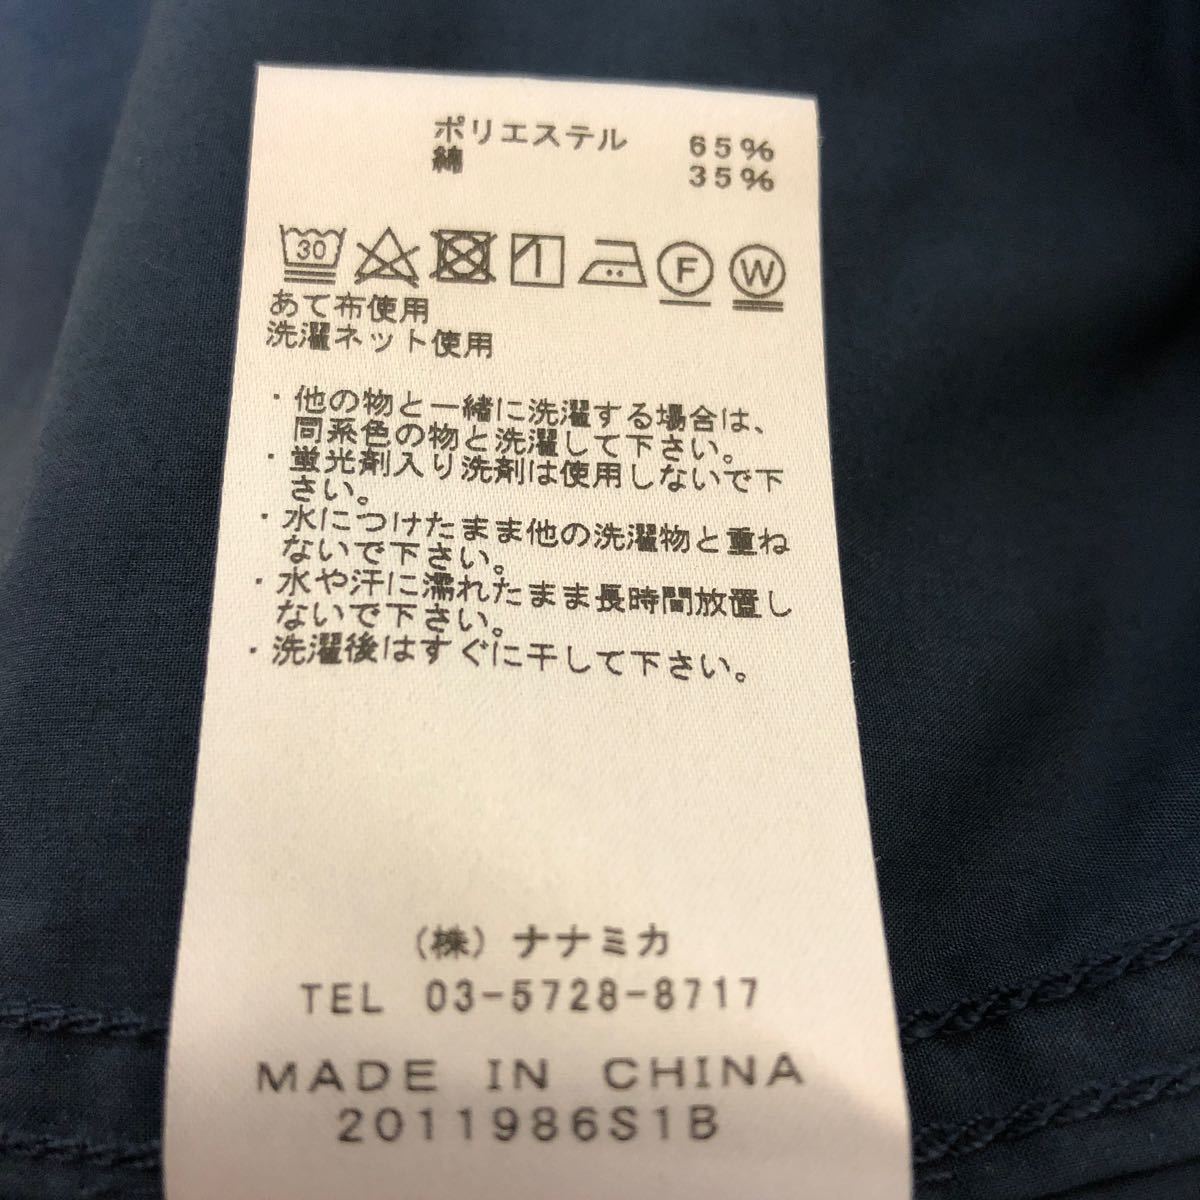 ポリエステル 65%
綿 35%
30 F W
あて布使用
洗濯ネット使用
・他の物と一緒に洗濯する場合は、
同系色の物と洗濯して下さい。
・蛍光剤入り洗剤は使用しないで下
さい。
・水につけたまま他の洗濯物と重ね
ないで下さい。
・水や汗に濡れたまま長時間放置し
ないで下さい。
・洗濯後はすぐに干して下さい。
(株) ナナミカ
TEL 03-5728-8717
MADE IN CHINA
2011986S1B